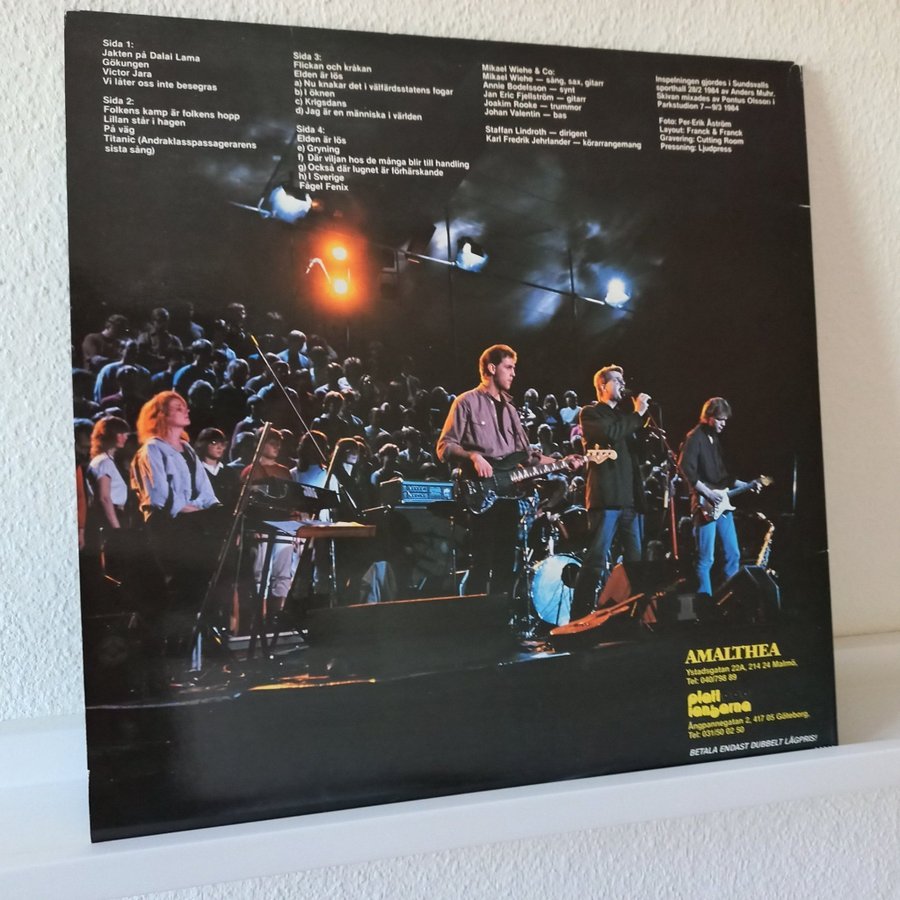 Sida 1:
Jakten på Dalai Lama
Gökungen
Victor Jara
Vi låter oss inte besegras
Sida 2:
Folkens kamp är folkens hopp
Lillan står i hagen
På väg
Titanic (Andraklasspassagerarens
sista sång)
Sida 3:
Flickan och kråkan
Elden är lös
a) Nu knakar det i välfärdsstatens fogar
b) I öknen
c) Krigsdans
d) Jag är en människa i världen
Sida 4:
Elden är lös
e) Gryning
f) Där viljan hos de många blir till handling
g) Också där lugnet är förhärskande
h) I Sverige
Fågel Fenix
Mikael Wiehe & Co:
Mikael Wiehe — sång, sax, gitarr
Annie Bodelsson — synt
Jan Eric Fjellström — gitarr
Joakim Rooke — trummor
Johan Valentin — bas
Staffan Lindroth — dirigent
Karl Fredrik Jehrlander — körarrangemang
Inspelningen gjordes i Sundsvalls
sporthall 28/2 1984 av Anders Muhr.
Skivan mixades av Pontus Olsson i
Parkstudion 7—9/3 1984
Foto: Per-Erik Åström
Layout: Franck & Franck
Gravering: Cutting Room
Pressning: Ljudpress
AMALTHEA
Ystadsgatan 22A, 214 24 Malmö,
Tel: 040/798 89
platt
langarna
Ångpannegatan 2, 417 05 Göteborg,
Tel: 031/50 02 50
BETALA ENDAST DUBBELT LÅGPRIS!